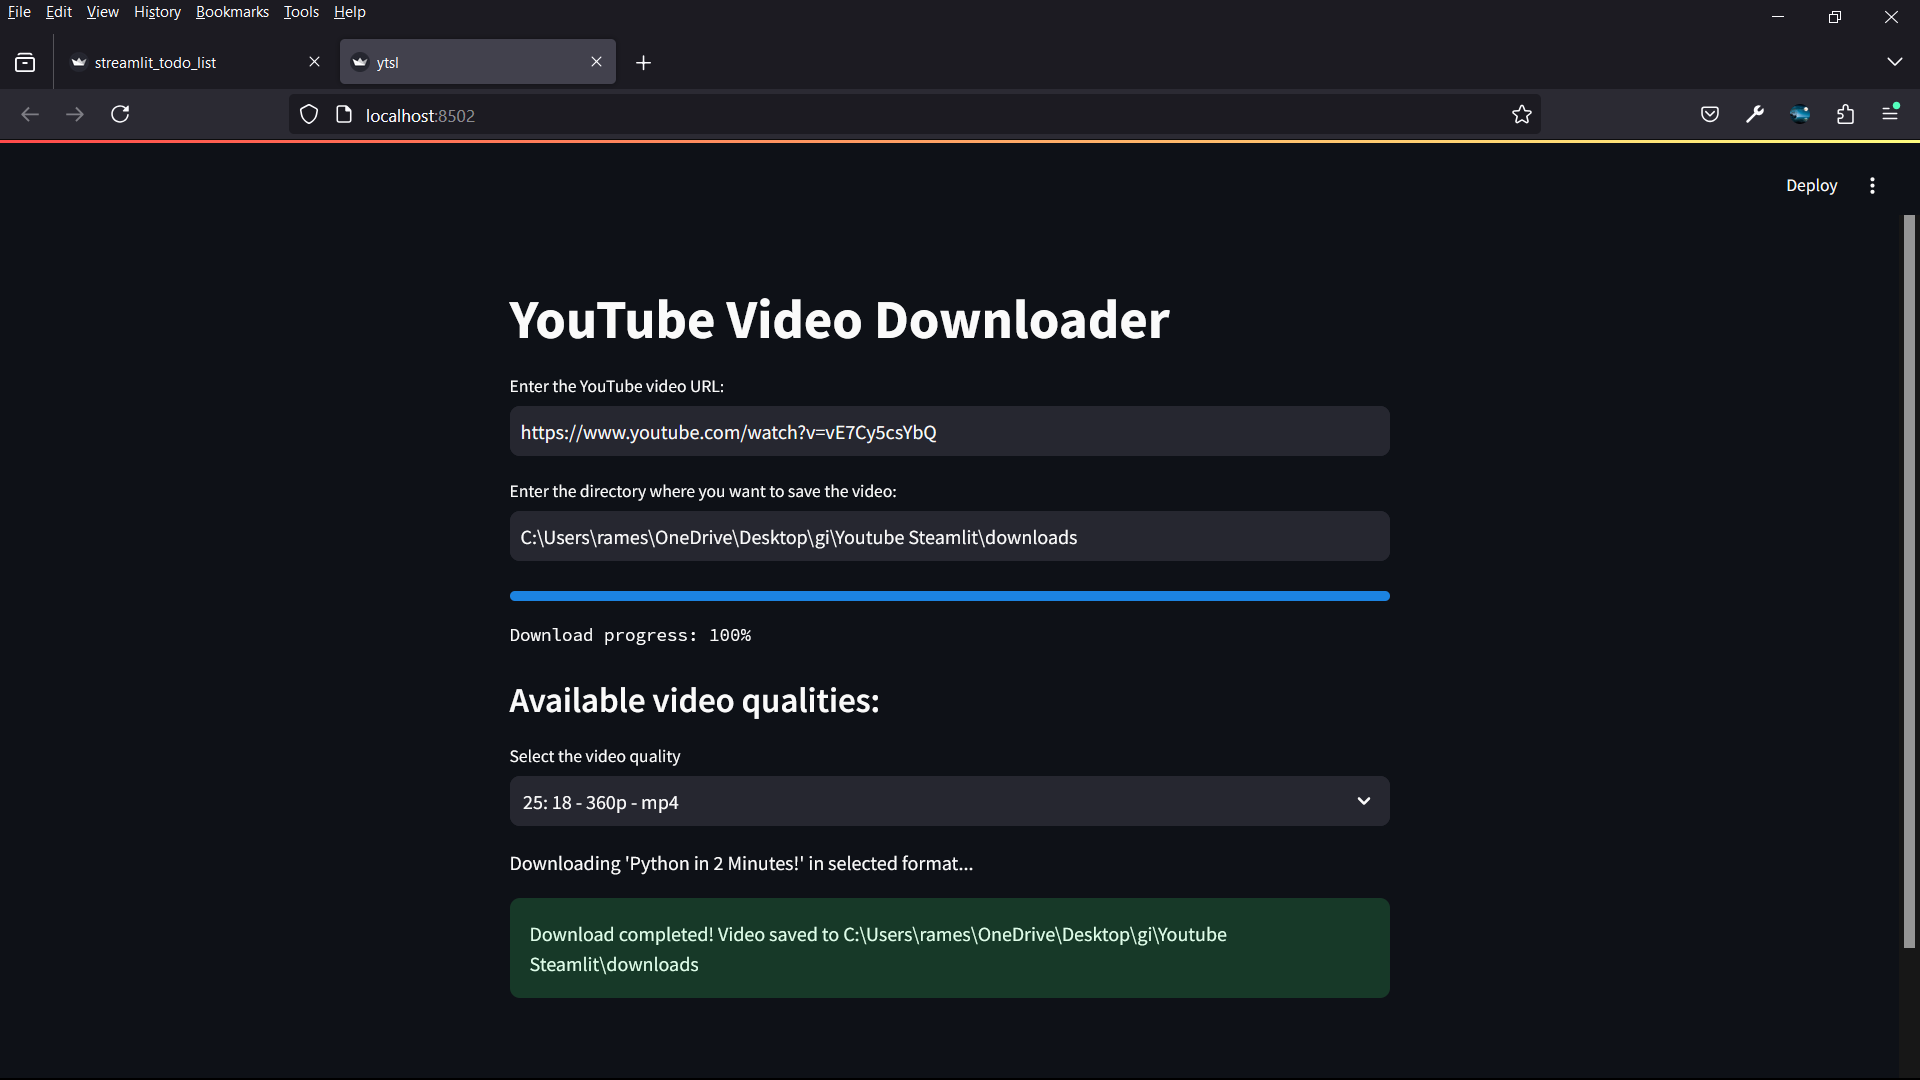 File Edit View History Bookmarks Tools Help
streamlit_todo_list
ytsl
localhost:8502
Deploy
YouTube Video Downloader
Enter the YouTube video URL:
https://www.youtube.com/watch?v=vE7Cy5csYbQ
Enter the directory where you want to save the video:
C:\Users\rames\OneDrive\Desktop\gi\Youtube Steamlit\downloads
Download progress: 100%
Available video qualities:
Select the video quality
25: 18 - 360p - mp4
Downloading 'Python in 2 Minutes!' in selected format...
Download completed! Video saved to C:\Users\rames\OneDrive\Desktop\gi\Youtube
Steamlit\downloads